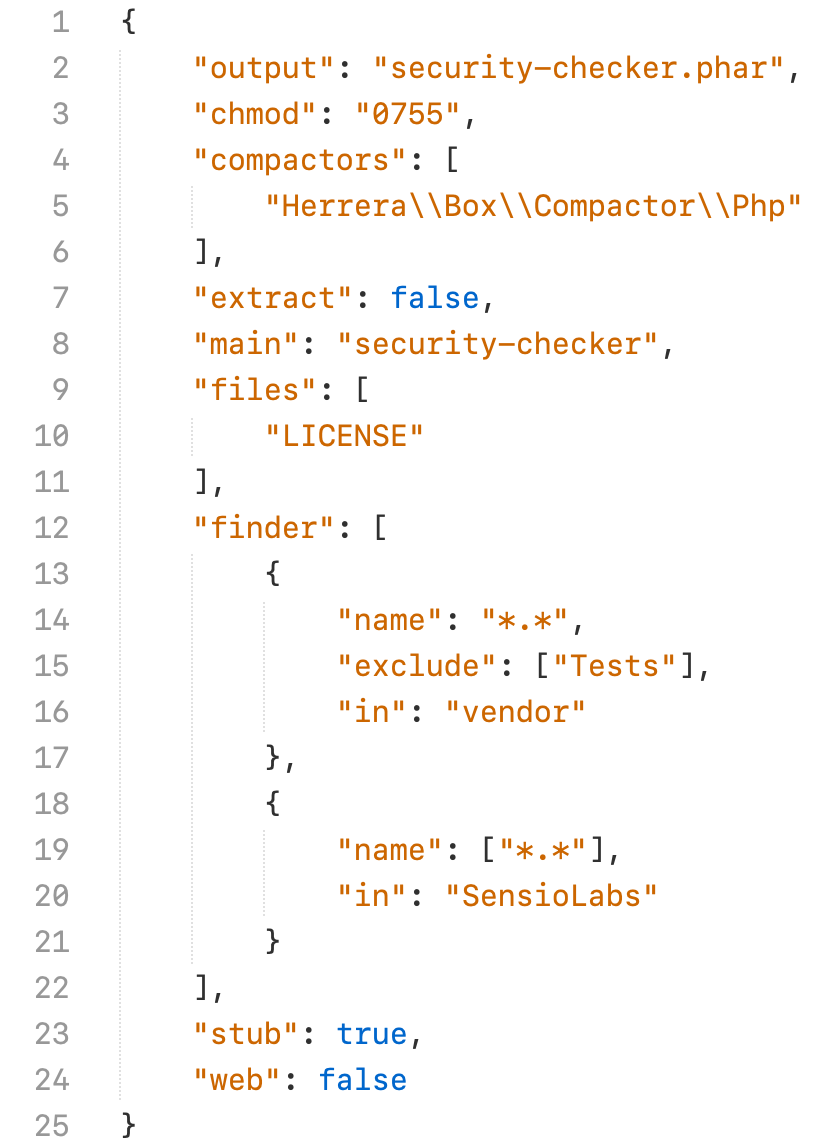 1 {
2     "output": "security-checker.phar",
3     "chmod": "0755",
4     "compactors": [
5         "Herrera\\Box\\Compactor\\Php"
6     ],
7     "extract": false,
8     "main": "security-checker",
9     "files": [
10         "LICENSE"
11     ],
12     "finder": [
13         {
14             "name": "*.*",
15             "exclude": ["Tests"],
16             "in": "vendor"
17         },
18         {
19             "name": ["*.*"],
20             "in": "SensioLabs"
21         }
22     ],
23     "stub": true,
24     "web": false
25 }